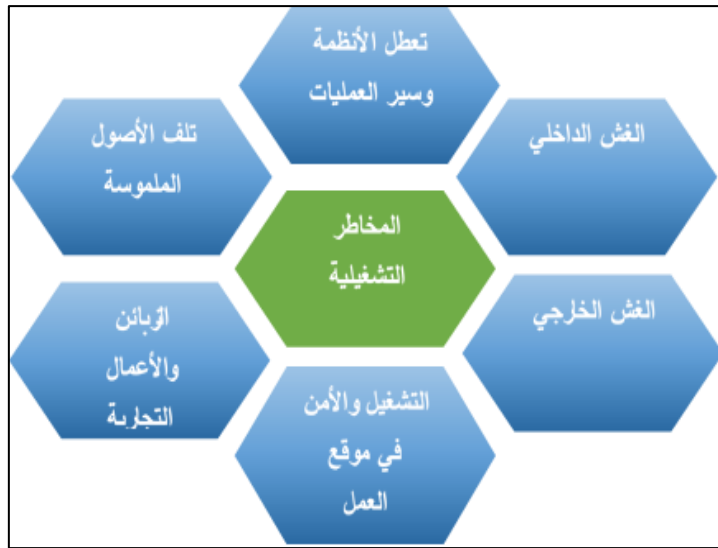 تعطل الأنظمة
وسير العمليات
الغش الداخلي
تلف الأصول
الملموسة
المخاطر
التشغيلية
الغش الخارجي
الزبائن
والأعمال
التجارية
التشغيل والأمن
في موقع
العمل